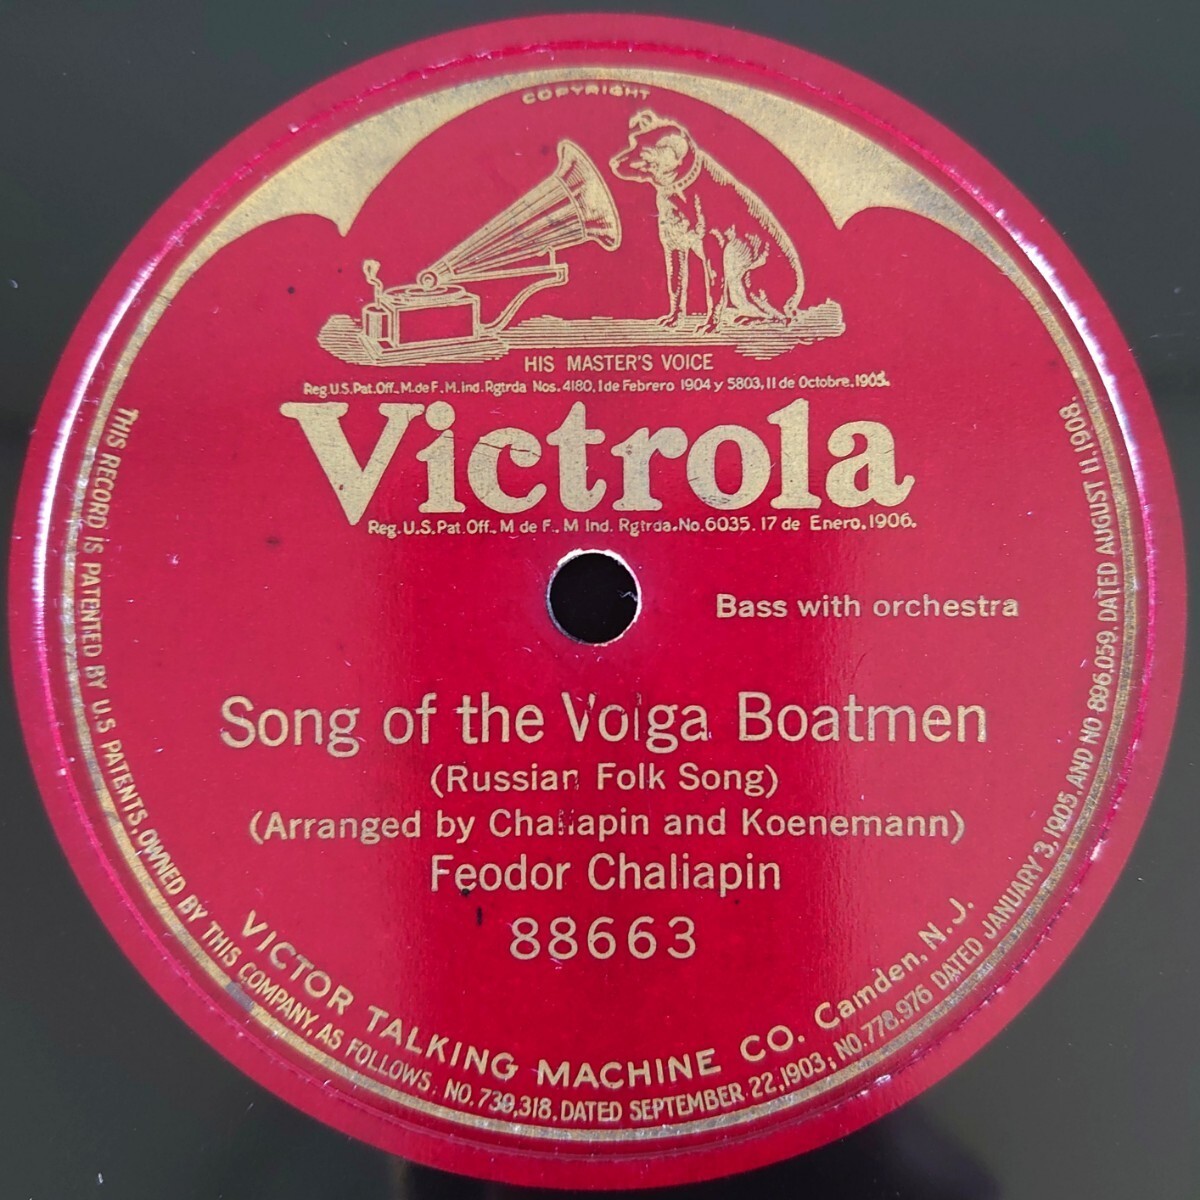 COPYRIGHT
HIS MASTER'S VOICE
Reg.U.S.Pat.Off., M.de F., M.Ind. Rgtrda Nos. 4180, 1 de Febrero 1904 y 5803, 11 de Octobre, 1905.
Victrola
Reg.U.S.Pat.Off., M de F., M Ind. Rgtrda. No.6035. 17 de Enero, 1906.
Bass with orchestra
Song of the Volga Boatmen
(Russian Folk Song)
(Arranged by Chaliapin and Koenemann)
Feodor Chaliapin
88663
VICTOR TALKING MACHINE CO. Camden, N. J.
THIS RECORD IS PATENTED BY U.S PATENTS, OWNED BY THIS COMPANY, AS FOLLOWS: NO. 739,318. DATED SEPTEMBER 22, 1903; NO. 778.976 DATED JANUARY 3, 1905 AND NO 896,059, DATED AUGUST 11, 1908.